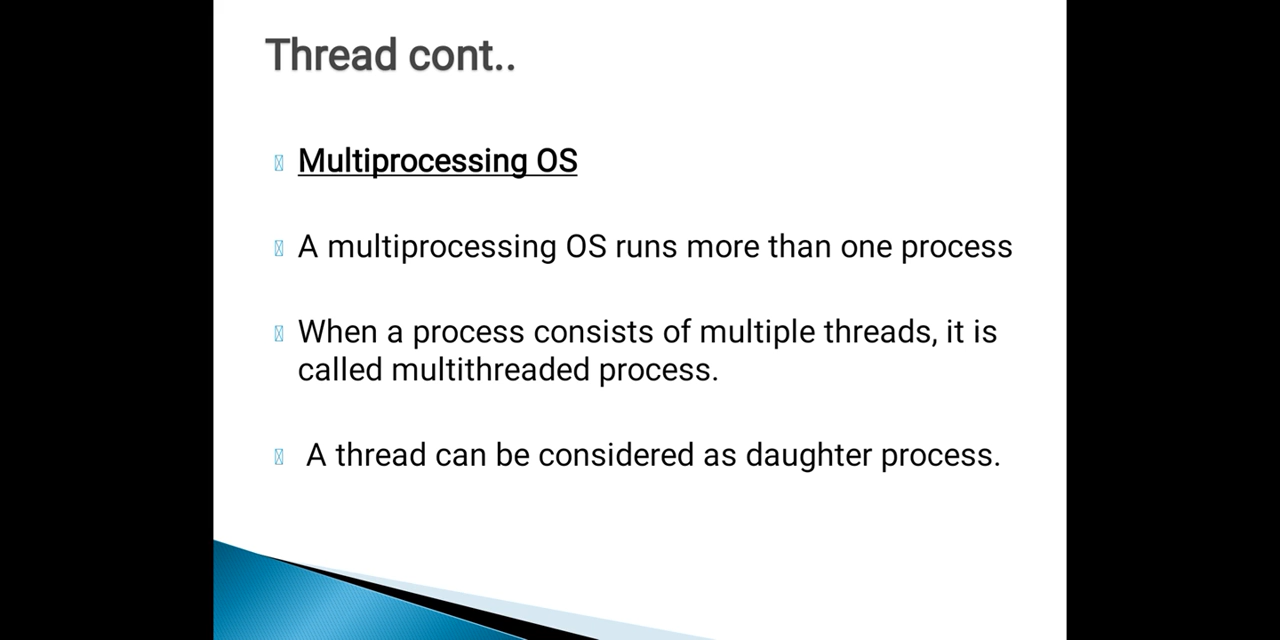 Thread cont..
Multiprocessing OS
A multiprocessing OS runs more than one process
When a process consists of multiple threads, it is
called multithreaded process.
A thread can be considered as daughter process.